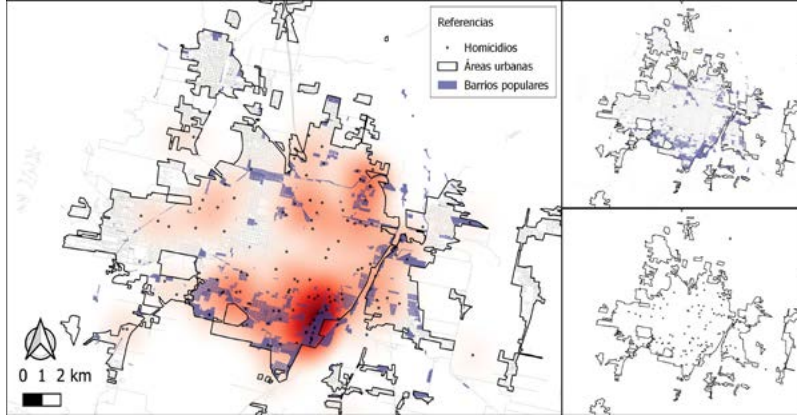 Referencias
Homicidios
Áreas urbanas
Barrios populares
0 1 2 km